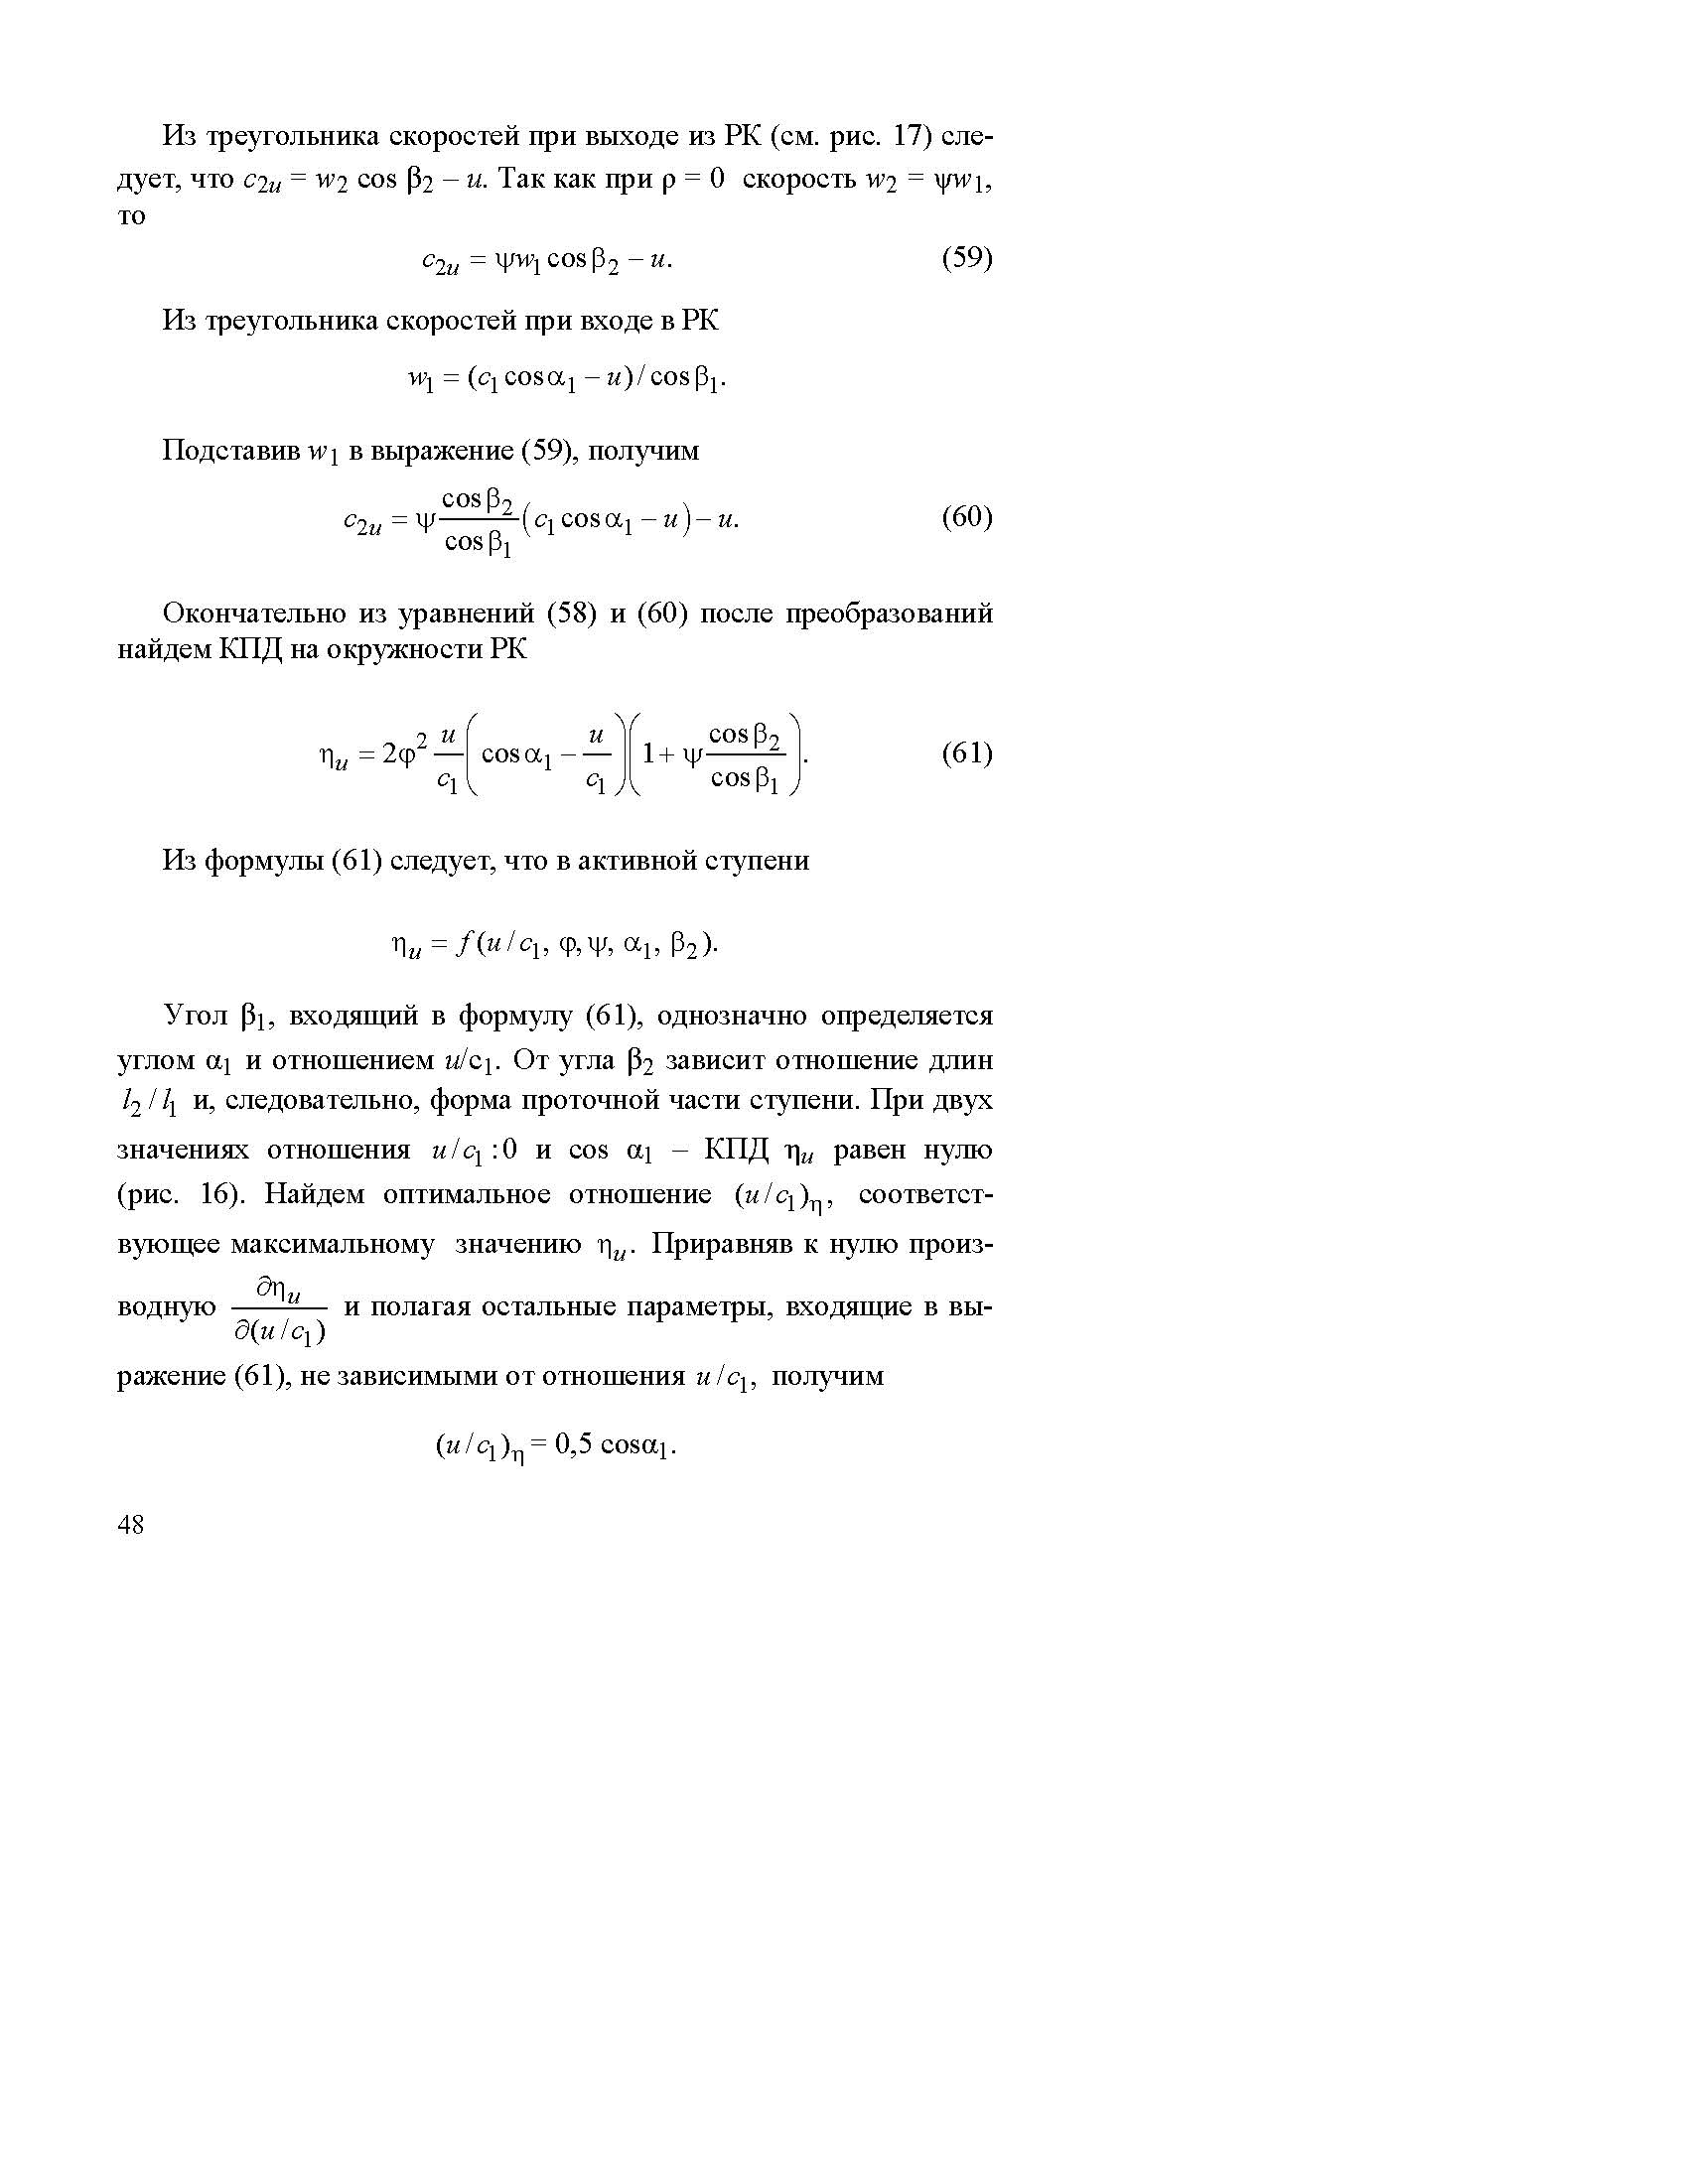 Из треугольника скоростей при выходе из РК (см. рис. 17) сле-
дует, что c₂ᵤ = w₂ cos β₂ – u. Так как при ρ = 0 скорость w₂ = ψw₁,
то
c₂ᵤ = ψw₁ cos β₂ – u. (59)
Из треугольника скоростей при входе в РК
w₁ = (c₁ cos α₁ – u) / cos β₁.
Подставив w₁ в выражение (59), получим
c₂ᵤ = ψ (cos β₂ / cos β₁) (c₁ cos α₁ – u) – u. (60)
Окончательно из уравнений (58) и (60) после преобразований
найдем КПД на окружности РК
ηᵤ = 2φ² (u / c₁) (cos α₁ – u / c₁) (1 + ψ cos β₂ / cos β₁). (61)
Из формулы (61) следует, что в активной ступени
ηᵤ = f (u / c₁, φ, ψ, α₁, β₂).
Угол β₁, входящий в формулу (61), однозначно определяется
углом α₁ и отношением u/c₁. От угла β₂ зависит отношение длин
l₂ / l₁ и, следовательно, форма проточной части ступени. При двух
значениях отношения u / c₁ :0 и cos α₁ – КПД ηᵤ равен нулю
(рис. 16). Найдем оптимальное отношение (u / c₁)_η, соответст-
вующее максимальному значению ηᵤ. Приравняв к нулю произ-
водную ∂ηᵤ / ∂(u / c₁) и полагая остальные параметры, входящие в вы-
ражение (61), не зависимыми от отношения u / c₁, получим
(u / c₁)_η = 0,5 cosα₁.
48